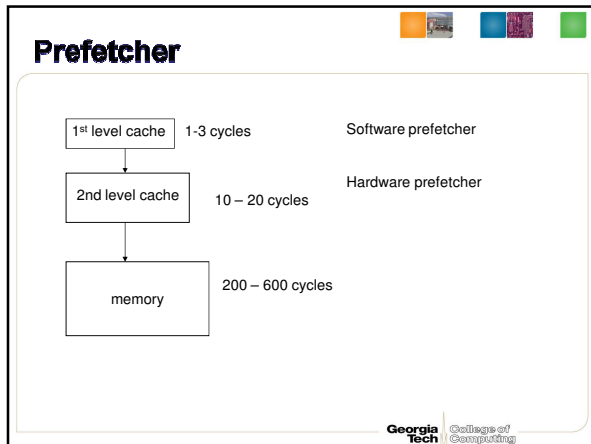 Prefetcher
1st level cache 1-3 cycles Software prefetcher
Hardware prefetcher
2nd level cache 10 – 20 cycles
memory 200 – 600 cycles
Georgia Tech College of Computing